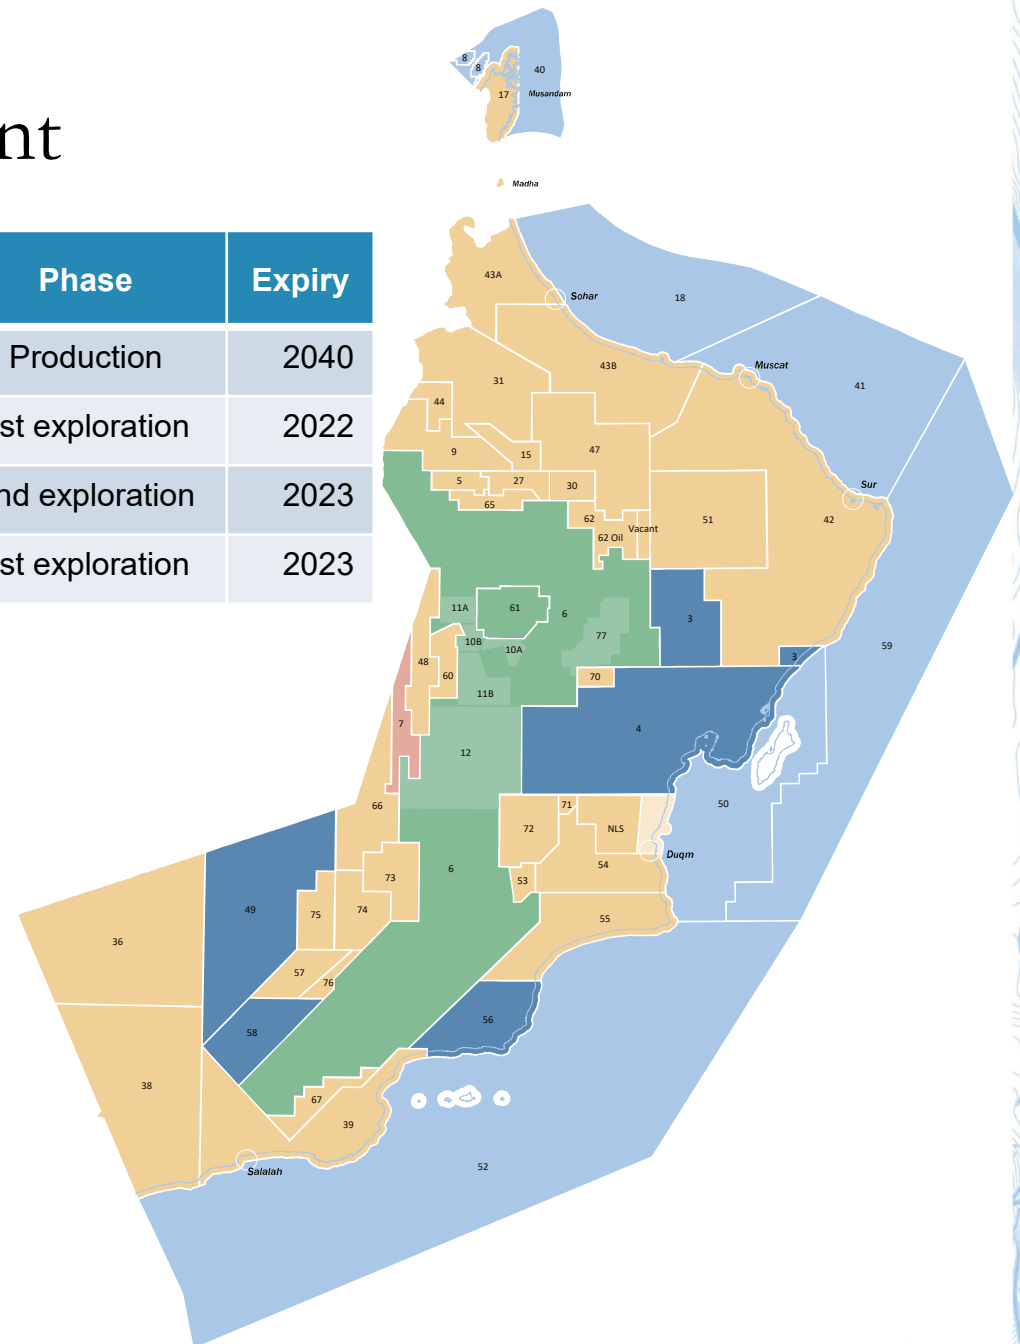 nt
Phase Expiry
Production 2040
st exploration 2022
nd exploration 2023
st exploration 2023
8
8
40
17
Musandam
Madha
43A
Sohar
18
43B
Muscat
31
41
44
47
9
15
5
27
30
Sur
65
62
Vacant
51
42
62 Oil
11A
61
6
3
77
10B
10A
59
3
48
60
70
11B
7
4
12
66
71
50
72
NLS
Duqm
54
6
73
53
49
75
74
55
36
57
76
56
58
38
67
39
52
Salalah